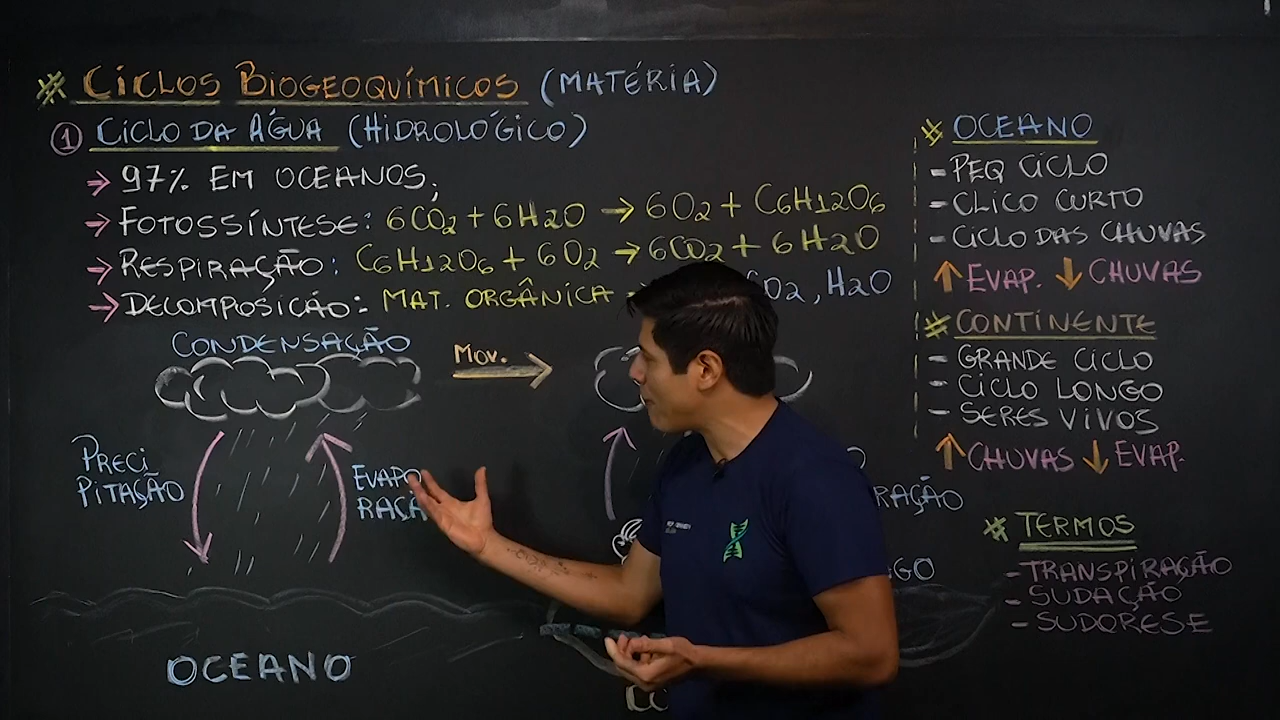 * CICLOS BIOGEOQUÍMICOS (MATÉRIA)
1 CICLO DA ÁGUA (HIDROLÓGICO)
→ 97% EM OCEANOS;
→ FOTOSSÍNTESE: 6CO2 + 6H2O → 6O2 + C6H12O6
→ RESPIRAÇÃO: C6H12O6 + 6O2 → 6CO2 + 6H2O
→ DECOMPOSIÇÃO: MAT. ORGÂNICA → CO2, H2O
CONDENSAÇÃO
MOV.
PRECI
PITAÇÃO
EVAPO
RAÇÃ
RAÇÃO
GO
OCEANO
* OCEANO
- PEQ CICLO
- CLICO CURTO
- CICLO DAS CHUVAS
↑ EVAP. ↓ CHUVAS
* CONTINENTE
- GRANDE CICLO
- CICLO LONGO
- SERES VIVOS
↑ CHUVAS ↓ EVAP.
* TERMOS
- TRANSPIRAÇÃO
- SUDAÇÃO
- SUDORESE